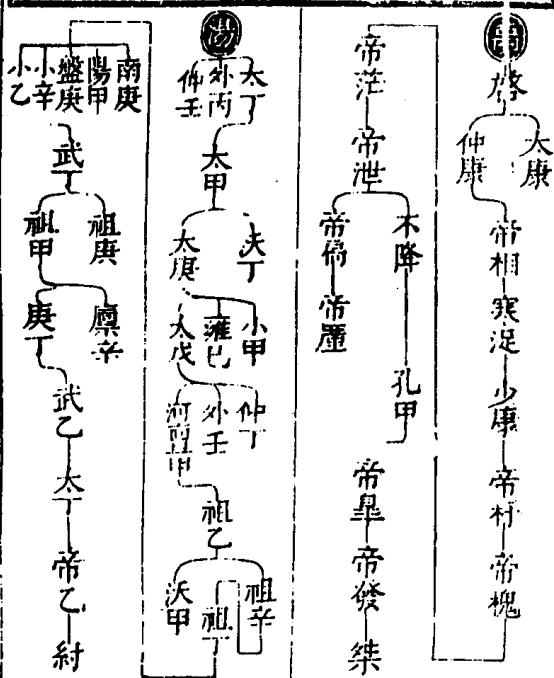 禹
啓
太康
仲康
帝相
寒浞
少康
帝杼
帝槐
帝茫
帝泄
不降
帝扃
帝廑
孔甲
帝皐
帝發
桀
湯
太丁
外丙
仲壬
太甲
沃丁
太庚
小甲
雍己
太戊
仲丁
外壬
河亶甲
祖乙
祖辛
沃甲
祖丁
南庚
陽甲
盤庚
小辛
小乙
武丁
祖庚
祖甲
廪辛
庚丁
武乙
太丁
帝乙
紂